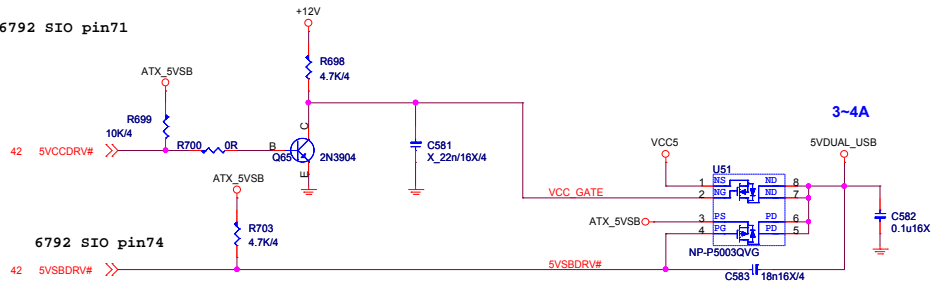 6792 SIO pin71
+12V
R698
4.7K/4
ATX_5VSB
R699
10K/4
3~4A
42 5VCCDRV#
R700 0R
B
C
E
Q65
2N3904
C581
X_22n/16X/4
VCC5
5VDUAL_USB
U51
1 NS ND 8
2 NG ND 7
VCC_GATE
ATX_5VSB
3 PS PD 6
4 PG PD 5
NP-P5003QVG
C582
0.1u16X
ATX_5VSB
R703
4.7K/4
6792 SIO pin74
42 5VSBDRV#
5VSBDRV#
C583 18n16X/4